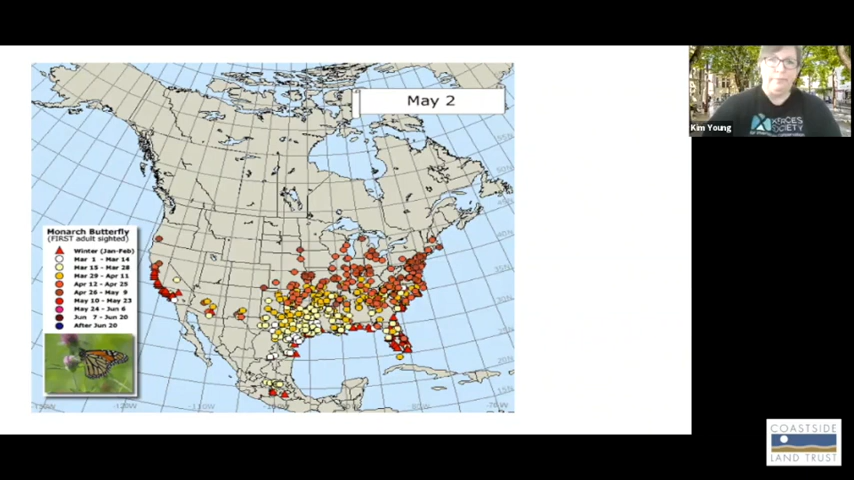 May 2
Kim Young
XERCES
SOCIETY
Monarch Butterfly
(FIRST adult sighted)
Winter (Jan-Feb)
Mar 1 - Mar 14
Mar 15 - Mar 28
Mar 29 - Apr 11
Apr 12 - Apr 25
Apr 26 - May 9
May 10 - May 23
May 24 - Jun 6
Jun 7 - Jun 20
After Jun 20
COASTSIDE
LAND TRUST